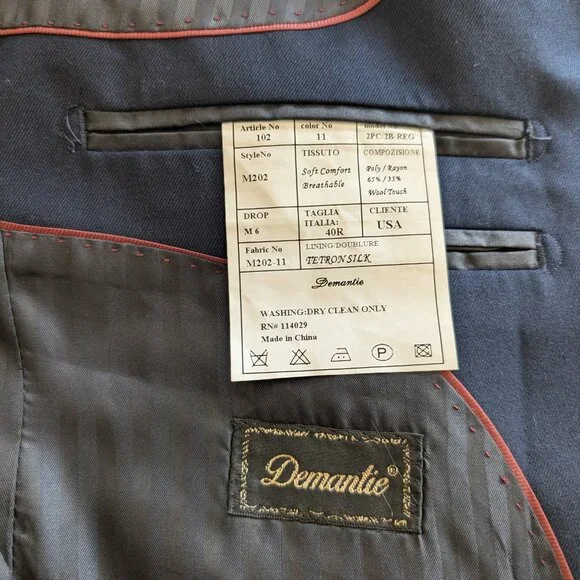 Article No color No model
102 11 2PC/2B-REG
StyleNo TISSUTO COMPOZISIONE
M202 Soft Comfort Breathable Poly / Rayon 65% / 35% Wool Touch
DROP TAGLIA ITALIA: CLIENTE
M 6 40R USA
Fabric No LINING/DOUBLURE
M202-11 TETRONSILK
Demantie
WASHING:DRY CLEAN ONLY
RN# 114029
Made in China
P
Demantie®